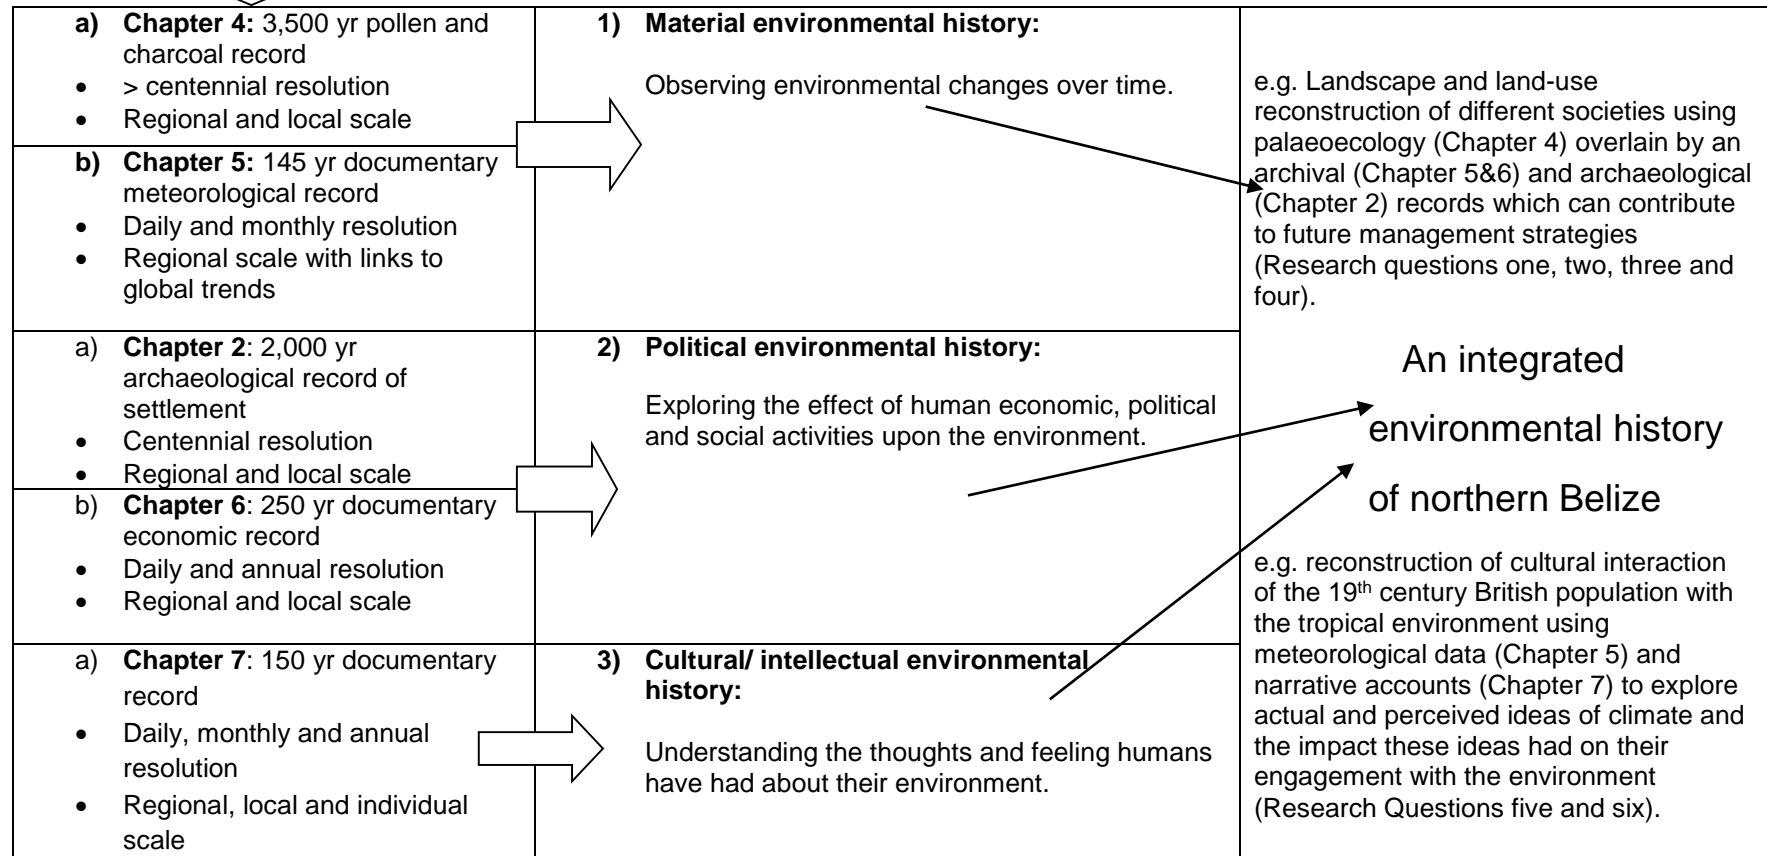 a) Chapter 4: 3,500 yr pollen and
charcoal record
• > centennial resolution
• Regional and local scale
b) Chapter 5: 145 yr documentary
meteorological record
• Daily and monthly resolution
• Regional scale with links to
global trends
1) Material environmental history:
Observing environmental changes over time.
a) Chapter 2: 2,000 yr
archaeological record of
settlement
• Centennial resolution
• Regional and local scale
b) Chapter 6: 250 yr documentary
economic record
• Daily and annual resolution
• Regional and local scale
2) Political environmental history:
Exploring the effect of human economic, political
and social activities upon the environment.
a) Chapter 7: 150 yr documentary
record
• Daily, monthly and annual
resolution
• Regional, local and individual
scale
3) Cultural/ intellectual environmental
history:
Understanding the thoughts and feeling humans
have had about their environment.
e.g. Landscape and land-use
reconstruction of different societies using
palaeoecology (Chapter 4) overlain by an
archival (Chapter 5&6) and archaeological
(Chapter 2) records which can contribute
to future management strategies
(Research questions one, two, three and
four).
An integrated
environmental history
of northern Belize
e.g. reconstruction of cultural interaction
of the 19th century British population with
the tropical environment using
meteorological data (Chapter 5) and
narrative accounts (Chapter 7) to explore
actual and perceived ideas of climate and
the impact these ideas had on their
engagement with the environment
(Research Questions five and six).